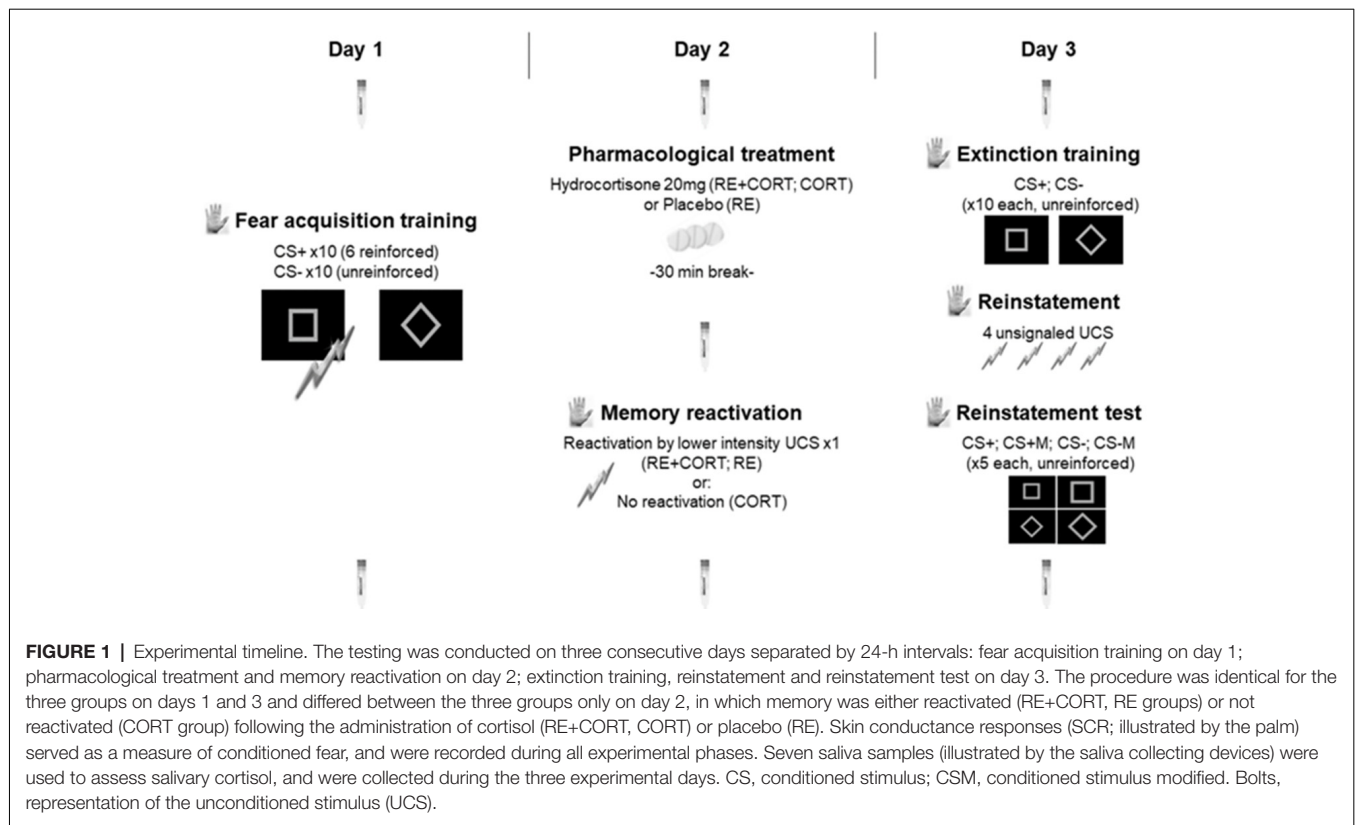 Day 1
Fear acquisition training
CS+ x10 (6 reinforced)
CS- x10 (unreinforced)
Day 2
Pharmacological treatment
Hydrocortisone 20mg (RE+CORT; CORT)
or Placebo (RE)
-30 min break-
Memory reactivation
Reactivation by lower intensity UCS x1
(RE+CORT; RE)
or:
No reactivation (CORT)
Day 3
Extinction training
CS+; CS-
(x10 each, unreinforced)
Reinstatement
4 unsignaled UCS
Reinstatement test
CS+; CS+M; CS-; CS-M
(x5 each, unreinforced)
FIGURE 1 | Experimental timeline. The testing was conducted on three consecutive days separated by 24-h intervals: fear acquisition training on day 1;
pharmacological treatment and memory reactivation on day 2; extinction training, reinstatement and reinstatement test on day 3. The procedure was identical for the
three groups on days 1 and 3 and differed between the three groups only on day 2, in which memory was either reactivated (RE+CORT, RE groups) or not
reactivated (CORT group) following the administration of cortisol (RE+CORT, CORT) or placebo (RE). Skin conductance responses (SCR; illustrated by the palm)
served as a measure of conditioned fear, and were recorded during all experimental phases. Seven saliva samples (illustrated by the saliva collecting devices) were
used to assess salivary cortisol, and were collected during the three experimental days. CS, conditioned stimulus; CSM, conditioned stimulus modified. Bolts,
representation of the unconditioned stimulus (UCS).